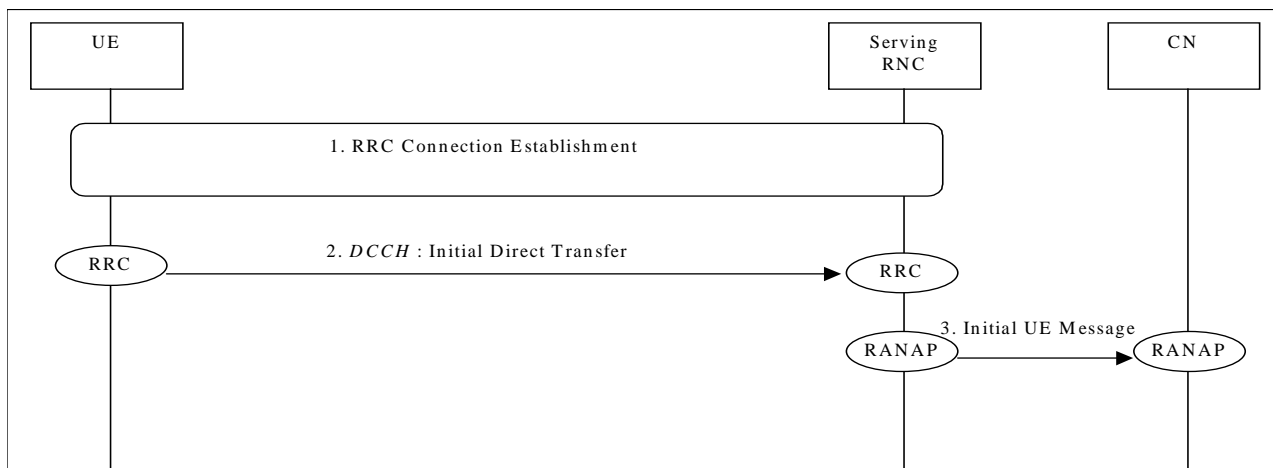 UE
Serving
RNC
CN
1. RRC Connection Establishment
2. DCCH : Initial Direct Transfer
RRC
RRC
3. Initial UE Message
RANAP
RANAP